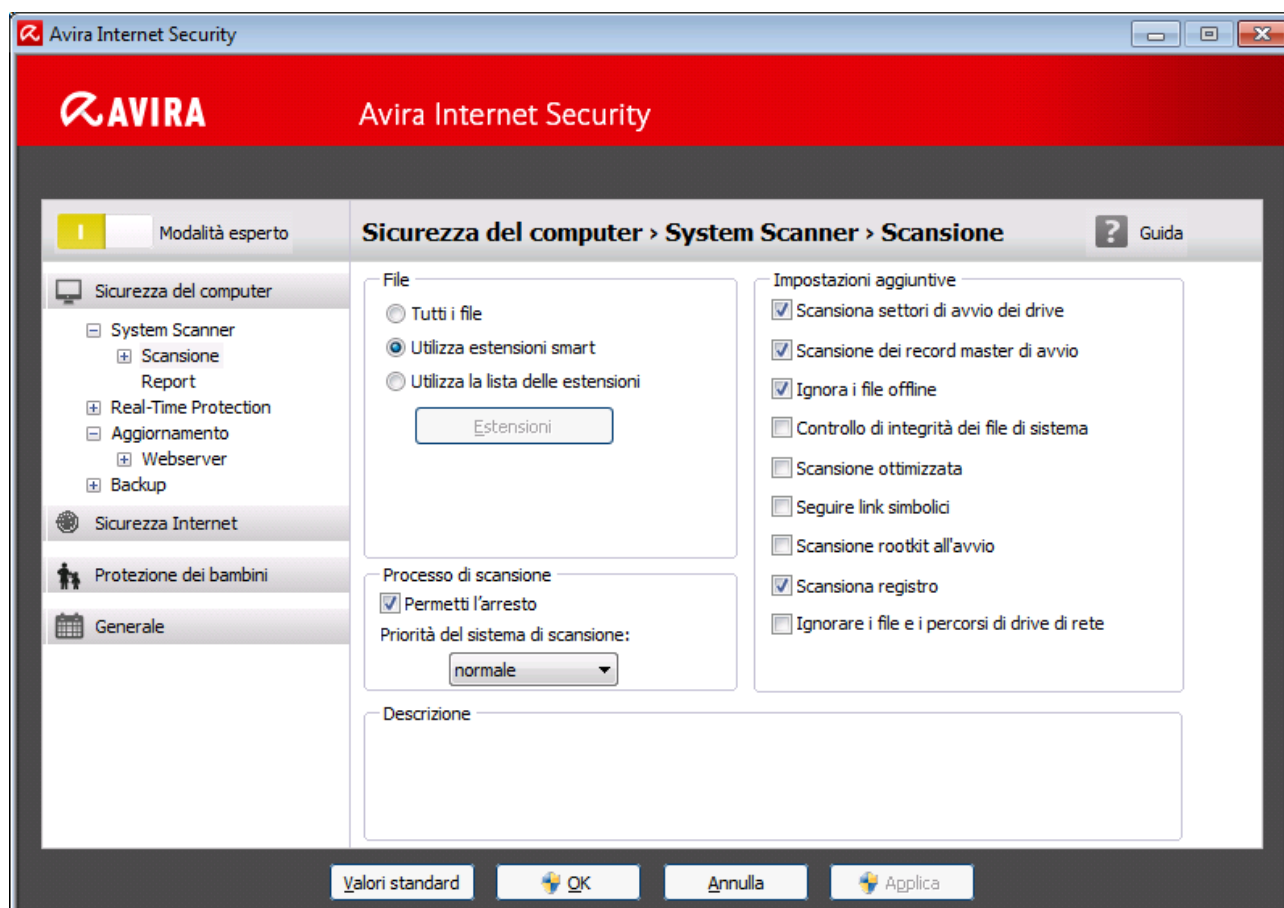 Avira Internet Security
AVIRA
Avira Internet Security
Modalità esperto
Sicurezza del computer › System Scanner › Scansione
? Guida
Sicurezza del computer
System Scanner
Scansione
Report
Real-Time Protection
Aggiornamento
Webserver
Backup
Sicurezza Internet
Protezione dei bambini
Generale
File
Tutti i file
Utilizza estensioni smart
Utilizza la lista delle estensioni
Estensioni
Processo di scansione
Permetti l'arresto
Priorità del sistema di scansione:
normale
Impostazioni aggiuntive
Scansiona settori di avvio dei drive
Scansione dei record master di avvio
Ignora i file offline
Controllo di integrità dei file di sistema
Scansione ottimizzata
Seguire link simbolici
Scansione rootkit all'avvio
Scansiona registro
Ignorare i file e i percorsi di drive di rete
Descrizione
Valori standard
OK
Annulla
Applica